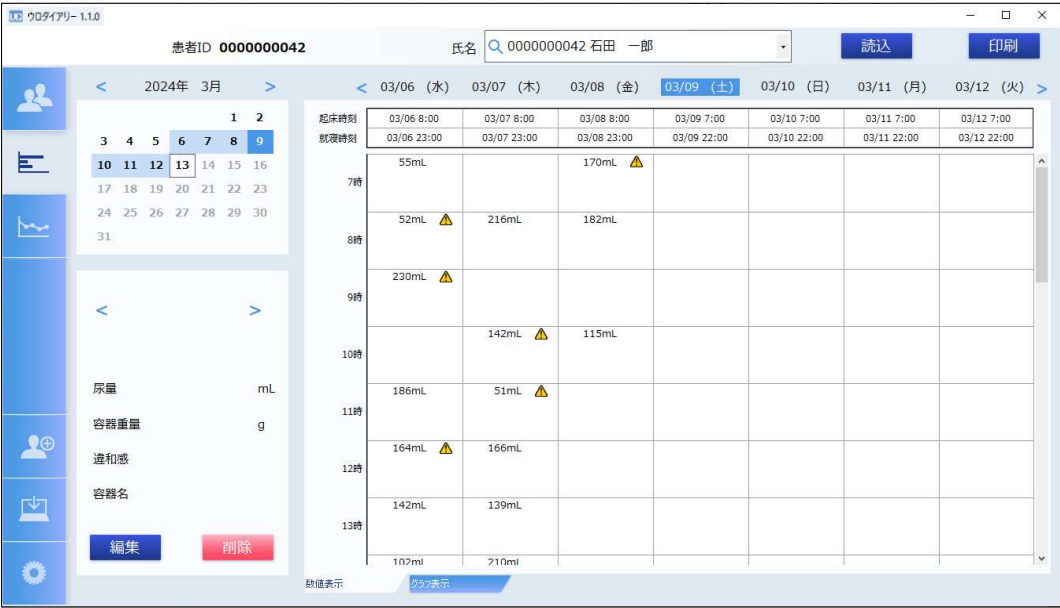 UD ウロダイアリー 1.1.0
患者ID 0000000042 氏名 0000000042 石田 一郎 読込 印刷
< 2024年 3月 >
1 2
3 4 5 6 7 8 9
10 11 12 13 14 15 16
17 18 19 20 21 22 23
24 25 26 27 28 29 30
31
< >
尿量 mL
容器重量 g
違和感
容器名
編集 削除
< 03/06 (水) 03/07 (木) 03/08 (金) 03/09 (土) 03/10 (日) 03/11 (月) 03/12 (火) >
起床時刻 03/06 8:00 03/07 8:00 03/08 8:00 03/09 7:00 03/10 7:00 03/11 7:00 03/12 7:00
就寝時刻 03/06 23:00 03/07 23:00 03/08 23:00 03/09 22:00 03/10 22:00 03/11 22:00 03/12 22:00
55mL 170mL
7時
52mL 216mL 182mL
8時
230mL
9時
142mL 115mL
10時
186mL 51mL
11時
164mL 166mL
12時
142mL 139mL
13時
102mL 210mL
数値表示 グラフ表示